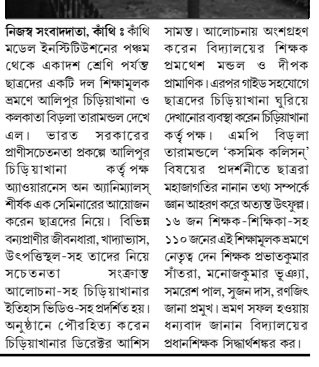 নিজস্ব সংবাদদাতা, কাঁথি ঃ কাঁথি
মডেল ইনস্টিটিউশনের পঞ্চম
থেকে একাদশ শ্রেণি পর্যন্ত
ছাত্রদের একটি দল শিক্ষামূলক
ভ্রমণে আলিপুর চিড়িয়াখানা ও
কলকাতা বিড়লা তারামন্ডল দেখে
এল। ভারত সরকারের
প্রাণীসচেতনতা প্রকল্পে আলিপুর
চিড়িয়াখানা কর্তৃপক্ষ
অ্যাওয়ারনেস অন অ্যানিম্যালস্
শীর্ষক এক সেমিনারের আয়োজন
করেন ছাত্রদের নিয়ে। বিভিন্ন
বন্যপ্রাণীর জীবনধারা, খাদ্যাভ্যাস,
উৎপত্তিস্থল-সহ তাদের নিয়ে
সচেতনতা সংক্রান্ত
আলোচনা-সহ চিড়িয়াখানার
ইতিহাস ভিডিও-সহ প্রদর্শিত হয়।
অনুষ্ঠানে পৌরহিত্য করেন
চিড়িয়াখানার ডিরেক্টর আশিস
সামন্ত। আলোচনায় অংশগ্রহণ
করেন বিদ্যালয়ের শিক্ষক
প্রমথেশ মন্ডল ও দীপক
প্রামাণিক। এরপর গাইড সহযোগে
ছাত্রদের চিড়িয়াখানা ঘুরিয়ে
দেখানোর ব্যবস্থা করেন চিড়িয়াখানা
কর্তৃপক্ষ। এমপি বিড়লা
তারামন্ডলে ‘কসমিক কলিসন্’
বিষয়ের প্রদর্শনীতে ছাত্ররা
মহাজাগতির নানান তথ্য সম্পর্কে
জ্ঞান আহরণ করে অত্যন্ত উৎফুল্ল।
১৬ জন শিক্ষক-শিক্ষিকা-সহ
১১০ জনের এই শিক্ষামূলক ভ্রমণে
নেতৃত্ব দেন শিক্ষক প্রভাতকুমার
সাঁতরা, মনোজকুমার ভূঞ্যা,
সমরেশ পাল, সুজন দাস, রণজিৎ
জানা প্রমুখ। ভ্রমণ সফল হওয়ায়
ধন্যবাদ জানান বিদ্যালয়ের
প্রধানশিক্ষক সিদ্ধার্থশঙ্কর কর।